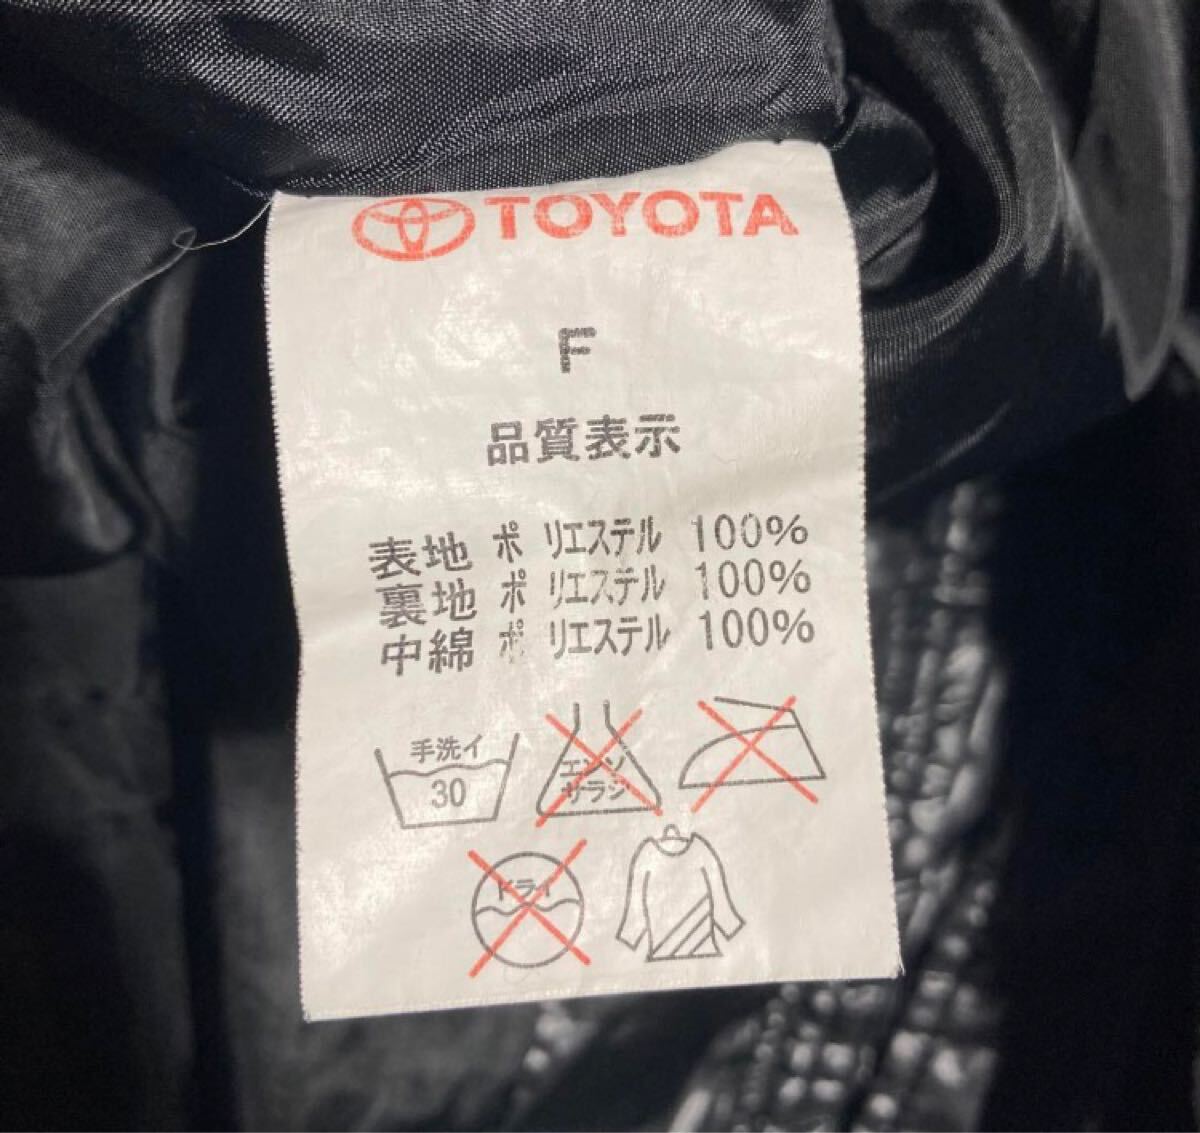 TOYOTA
F
品質表示
表地 ポリエステル 100%
裏地 ポリエステル 100%
中綿 ポリエステル 100%
手洗イ
30
エンソ
サラシ
ドライ